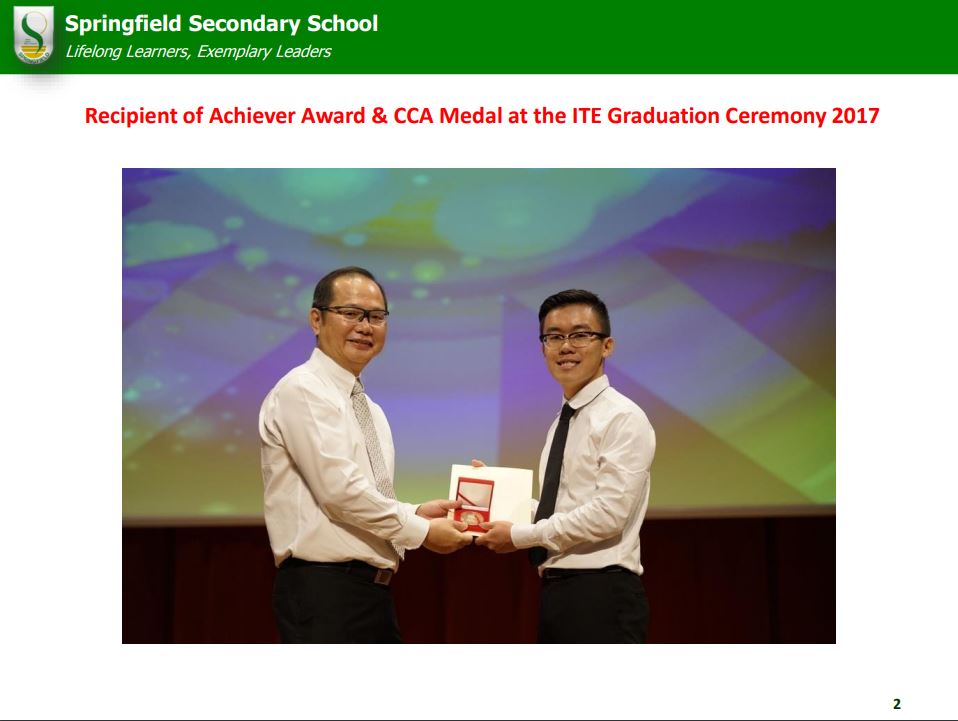 Springfield Secondary School
Lifelong Learners, Exemplary Leaders
Recipient of Achiever Award & CCA Medal at the ITE Graduation Ceremony 2017
2